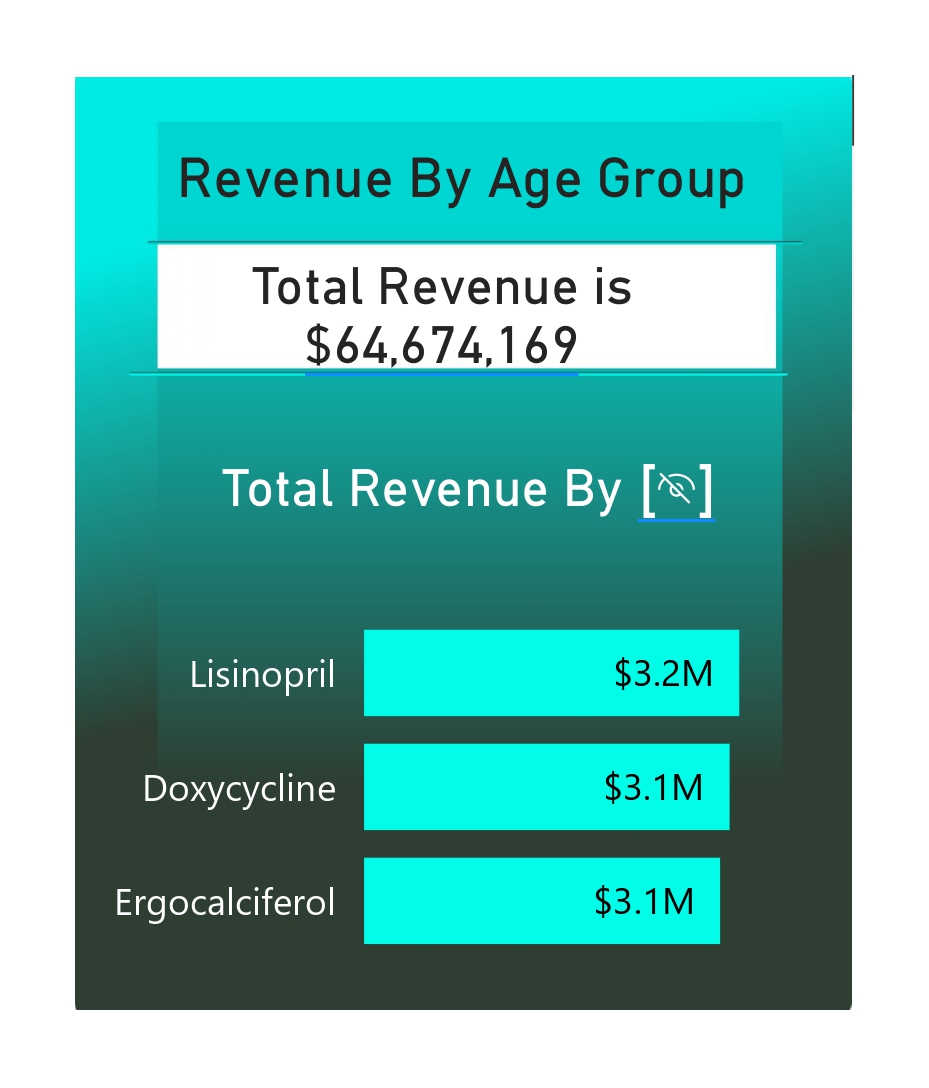 Revenue By Age Group
Total Revenue is
$64,674,169
Total Revenue By []
Lisinopril $3.2M
Doxycycline $3.1M
Ergocalciferol $3.1M